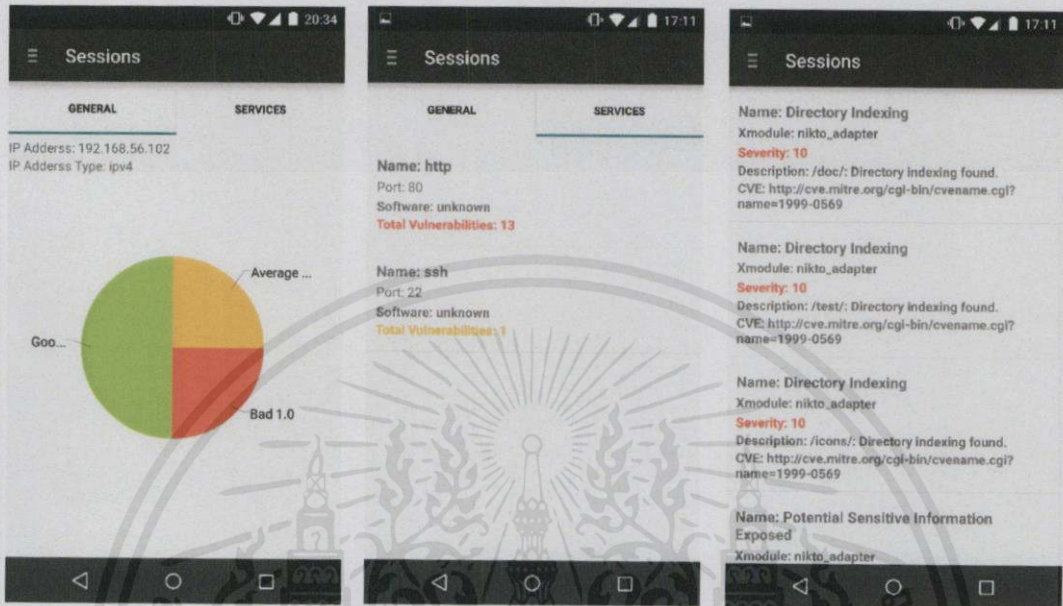 20:34
Sessions
GENERAL SERVICES
IP Adderss: 192.168.56.102
IP Adderss Type: ipv4
Average ...
Goo...
Bad 1.0
17:11
Sessions
GENERAL SERVICES
Name: http
Port: 80
Software: unknown
Total Vulnerabilities: 13
Name: ssh
Port: 22
Software: unknown
Total Vulnerabilities: 1
17:11
Sessions
Name: Directory Indexing
Xmodule: nikto_adapter
Severity: 10
Description: /doc/: Directory indexing found.
CVE: http://cve.mitre.org/cgi-bin/cvename.cgi?
name=1999-0569
Name: Directory Indexing
Xmodule: nikto_adapter
Severity: 10
Description: /test/: Directory indexing found.
CVE: http://cve.mitre.org/cgi-bin/cvename.cgi?
name=1999-0569
Name: Directory Indexing
Xmodule: nikto_adapter
Severity: 10
Description: /icons/: Directory indexing found.
CVE: http://cve.mitre.org/cgi-bin/cvename.cgi?
name=1999-0569
Name: Potential Sensitive Information
Exposed
Xmodule: nikto_adapter